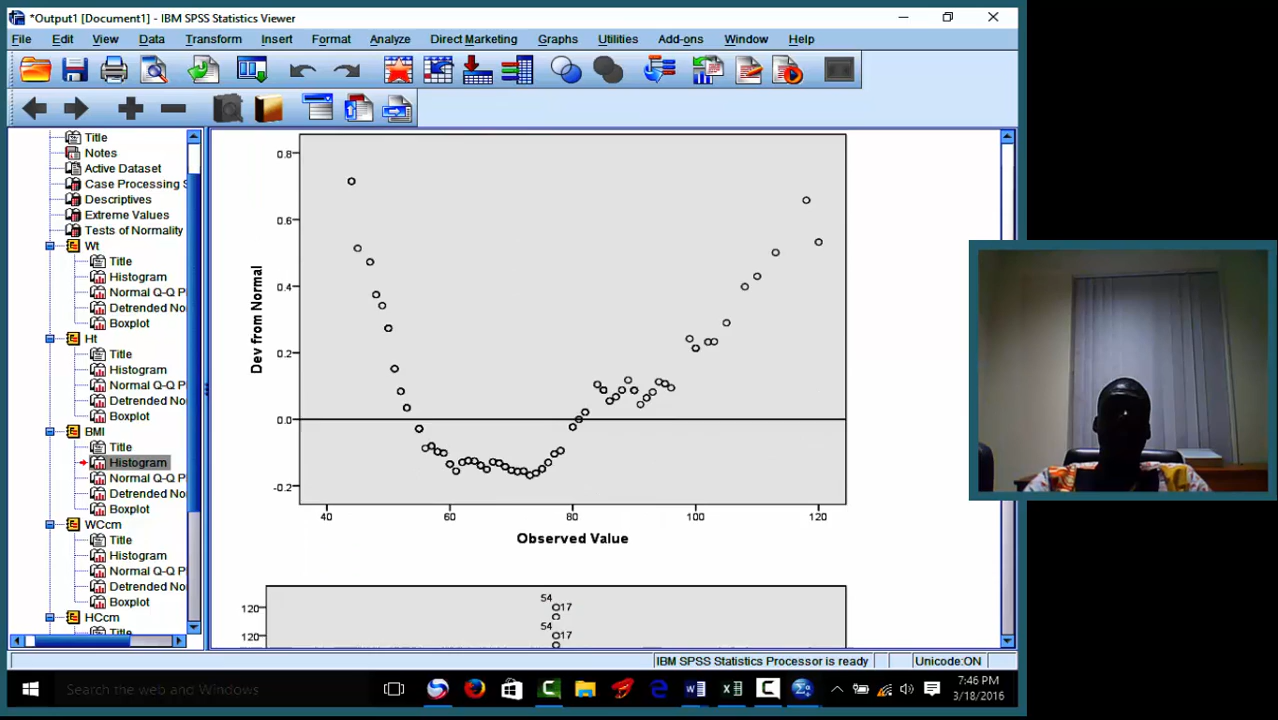 *Output1 [Document1] - IBM SPSS Statistics Viewer
File Edit View Data Transform Insert Format Analyze Direct Marketing Graphs Utilities Add-ons Window Help
Title
Notes
Active Dataset
Case Processing S
Descriptives
Extreme Values
Tests of Normality
Wt
Title
Histogram
Normal Q-Q P
Detrended No
Boxplot
Ht
Title
Histogram
Normal Q-Q P
Detrended No
Boxplot
BMI
Title
Histogram
Normal Q-Q P
Detrended No
Boxplot
WCcm
Title
Histogram
Normal Q-Q P
Detrended No
Boxplot
HCcm
Title
0.8
0.6
0.4
0.2
0.0
-0.2
Dev from Normal
40 60 80 100 120
Observed Value
54
120 17
54
120 17
IBM SPSS Statistics Processor is ready
Unicode:ON
Search the web and Windows
7:46 PM
3/18/2016